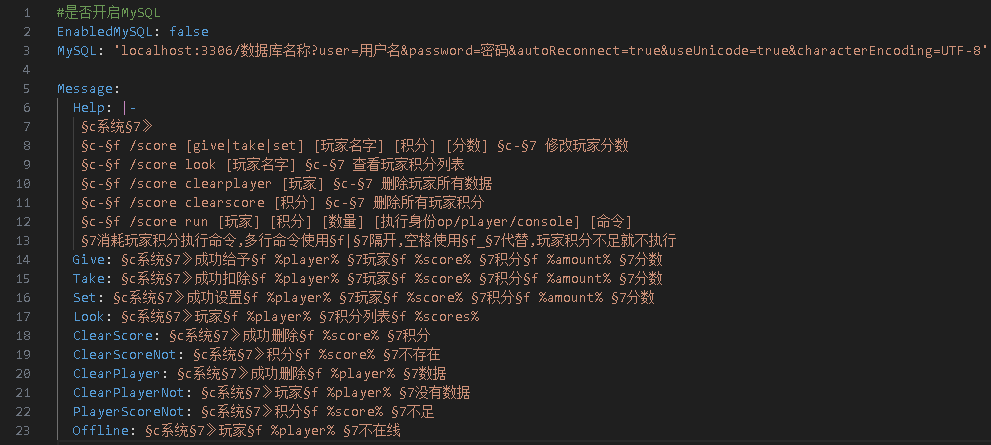 1 #是否开启MySQL
2 EnabledMySQL: false
3 MySQL: 'localhost:3306/数据库名称?user=用户名&password=密码&autoReconnect=true&useUnicode=true&characterEncoding=UTF-8'
4
5 Message:
6 Help: |-
7 §c系统§7》
8 §c-§f /score [give|take|set] [玩家名字] [积分] [分数] §c-§7 修改玩家分数
9 §c-§f /score look [玩家名字] §c-§7 查看玩家积分列表
10 §c-§f /score clearplayer [玩家] §c-§7 删除玩家所有数据
11 §c-§f /score clearscore [积分] §c-§7 删除所有玩家积分
12 §c-§f /score run [玩家] [积分] [数量] [执行身份op/player/console] [命令]
13 §7消耗玩家积分执行命令,多行命令使用§f|§7隔开,空格使用§f_§7代替,玩家积分不足就不执行
14 Give: §c系统§7》成功给予§f %player% §7玩家§f %score% §7积分§f %amount% §7分数
15 Take: §c系统§7》成功扣除§f %player% §7玩家§f %score% §7积分§f %amount% §7分数
16 Set: §c系统§7》成功设置§f %player% §7玩家§f %score% §7积分§f %amount% §7分数
17 Look: §c系统§7》玩家§f %player% §7积分列表§f %scores%
18 ClearScore: §c系统§7》成功删除§f %score% §7积分
19 ClearScoreNot: §c系统§7》积分§f %score% §7不存在
20 ClearPlayer: §c系统§7》成功删除§f %player% §7数据
21 ClearPlayerNot: §c系统§7》玩家§f %player% §7没有数据
22 PlayerScoreNot: §c系统§7》积分§f %score% §7不足
23 Offline: §c系统§7》玩家§f %player% §7不在线